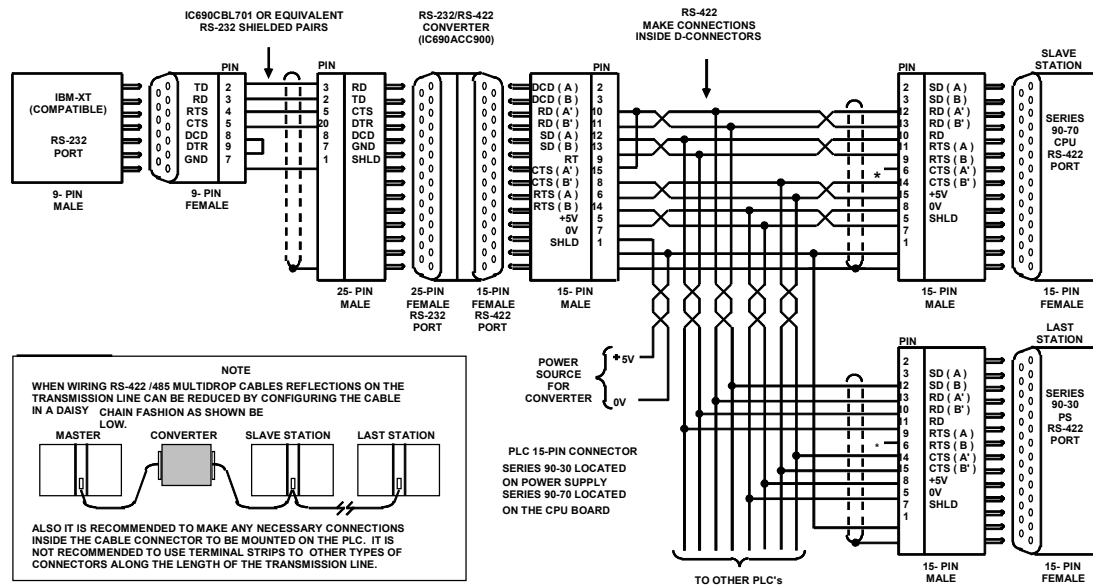 IC690CBL701 OR EQUIVALENT
RS-232 SHIELDED PAIRS
RS-232/RS-422
CONVERTER
(IC690ACC900)
RS-422
MAKE CONNECTIONS
INSIDE D-CONNECTORS
SLAVE
STATION
IBM-XT
(COMPATIBLE)
RS-232
PORT
9- PIN
MALE
PIN
TD 2
RD 3
RTS 4
CTS 5
DCD 8
DTR 9
GND 7
9- PIN
FEMALE
PIN
3 RD
2 TD
5 CTS
20 DTR
8 DCD
7 GND
1 SHLD
25-PIN
MALE
25-PIN
FEMALE
RS-232
PORT
15-PIN
FEMALE
RS-422
PORT
PIN
DCD ( A ) 2
DCD ( B ) 3
RD ( A') 10
RD ( B') 11
SD ( A ) 12
SD ( B ) 13
RT 9
CTS ( A') 15
CTS ( B') 8
RTS ( A ) 6
RTS ( B ) 14
+5V 8
0V 5
7
SHLD 1
15- PIN
MALE
PIN
2 SD ( A )
3 SD ( B )
12 RD ( A' )
13 RD ( B' )
10 RD
11 RTS ( A )
9 RTS ( B )
* 6 CTS ( A' )
14 CTS ( B' )
15 +5V
8 0V
5 SHLD
7
1
15- PIN
MALE
SERIES
90-70
CPU
RS-422
PORT
15- PIN
FEMALE
POWER
SOURCE
FOR
CONVERTER
+ 5V
0V
PLC 15-PIN CONNECTOR
SERIES 90-30 LOCATED
ON POWER SUPPLY
SERIES 90-70 LOCATED
ON THE CPU BOARD
TO OTHER PLC's
LAST
STATION
PIN
2
3 SD ( A )
12 SD ( B )
13 RD ( A' )
10 RD ( B' )
11 RD
9 RTS ( A )
* 6 RTS ( B )
14 CTS ( A' )
15 CTS ( B' )
8 +5V
5 0V
7 SHLD
1
15- PIN
MALE
SERIES
90-30
PS
RS-422
PORT
15- PIN
FEMALE
NOTE
WHEN WIRING RS-422 /485 MULTIDROP CABLES REFLECTIONS ON THE
TRANSMISSION LINE CAN BE REDUCED BY CONFIGURING THE CABLE
IN A DAISY CHAIN FASHION AS SHOWN BE
LOW.
MASTER CONVERTER SLAVE STATION LAST STATION
ALSO IT IS RECOMMENDED TO MAKE ANY NECESSARY CONNECTIONS
INSIDE THE CABLE CONNECTOR TO BE MOUNTED ON THE PLC. IT IS
NOT RECOMMENDED TO USE TERMINAL STRIPS TO OTHER TYPES OF
CONNECTORS ALONG THE LENGTH OF THE TRANSMISSION LINE.